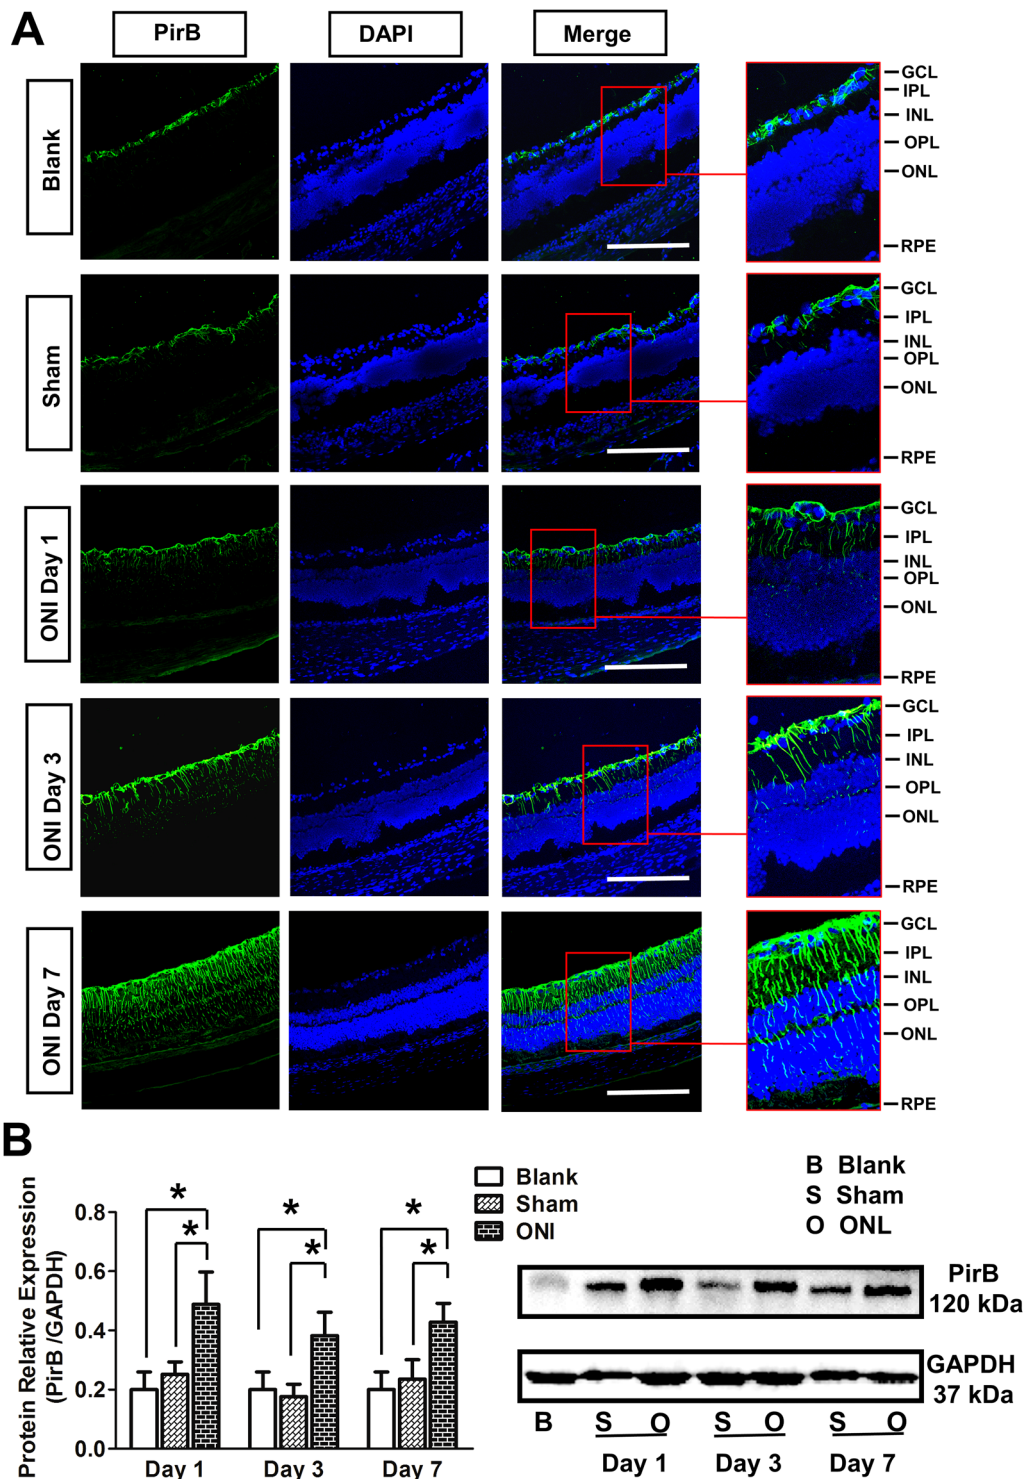 A
PirB DAPI Merge
Blank
GCL
IPL
INL
OPL
ONL
RPE
Sham
GCL
IPL
INL
OPL
ONL
RPE
ONI Day 1
GCL
IPL
INL
OPL
ONL
RPE
ONI Day 3
GCL
IPL
INL
OPL
ONL
RPE
ONI Day 7
GCL
IPL
INL
OPL
ONL
RPE
B
Protein Relative Expression
(PirB /GAPDH)
0.8
0.6
0.4
0.2
0.0
* * * * * *
Day 1 Day 3 Day 7
Blank
Sham
ONI
B Blank
S Sham
O ONL
PirB
120 kDa
GAPDH
37 kDa
B S O S O S O
Day 1 Day 3 Day 7